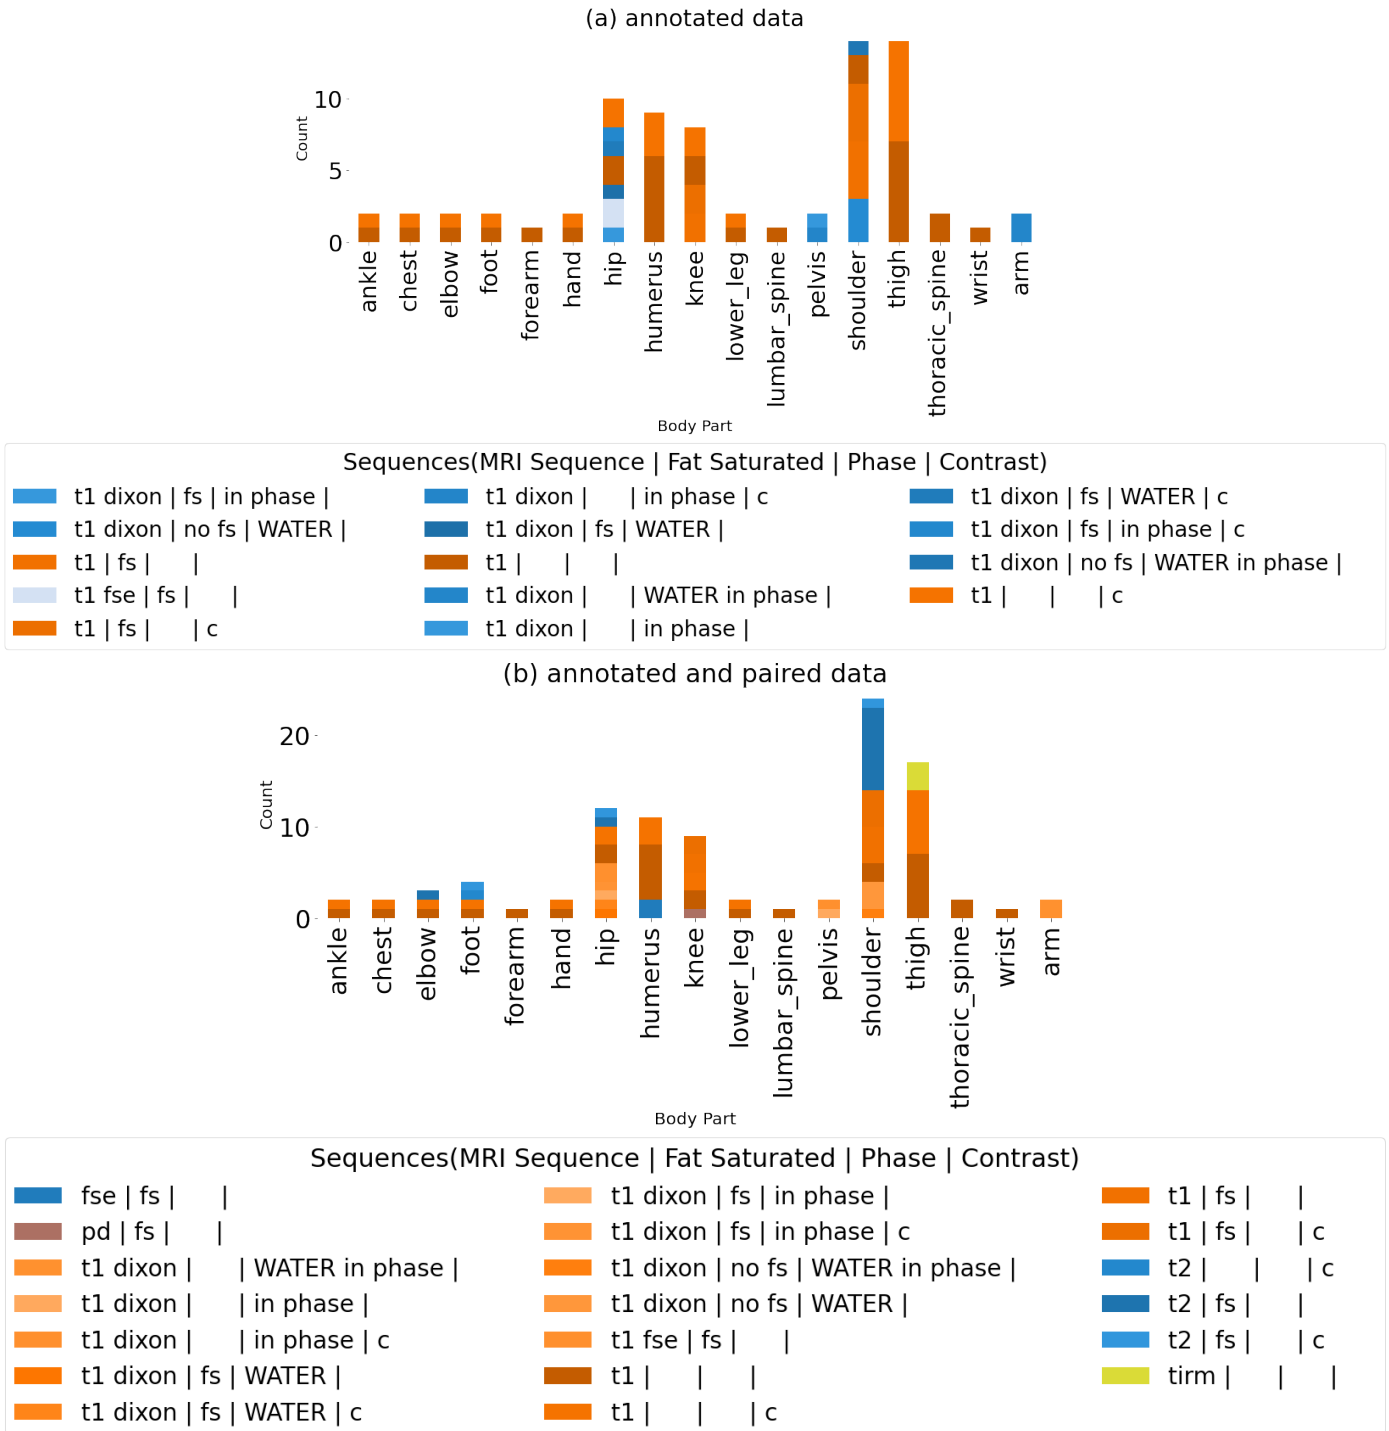 (a) annotated data
10
5
0
Count
ankle
chest
elbow
foot
forearm
hand
hip
humerus
knee
lower_leg
lumbar_spine
pelvis
shoulder
thigh
thoracic_spine
wrist
arm
Body Part
Sequences(MRI Sequence | Fat Saturated | Phase | Contrast)
t1 dixon | fs | in phase |
t1 dixon | no fs | WATER |
t1 | fs | |
t1 fse | fs | |
t1 | fs | | c
t1 dixon | | in phase | c
t1 dixon | fs | WATER |
t1 | | |
t1 dixon | | WATER in phase |
t1 dixon | | in phase |
t1 dixon | fs | WATER | c
t1 dixon | fs | in phase | c
t1 dixon | no fs | WATER in phase |
t1 | | | c
(b) annotated and paired data
20
10
0
Count
ankle
chest
elbow
foot
forearm
hand
hip
humerus
knee
lower_leg
lumbar_spine
pelvis
shoulder
thigh
thoracic_spine
wrist
arm
Body Part
Sequences(MRI Sequence | Fat Saturated | Phase | Contrast)
fse | fs | |
pd | fs | |
t1 dixon | | WATER in phase |
t1 dixon | | in phase |
t1 dixon | | in phase | c
t1 dixon | fs | WATER |
t1 dixon | fs | WATER | c
t1 dixon | fs | in phase |
t1 dixon | fs | in phase | c
t1 dixon | no fs | WATER in phase |
t1 dixon | no fs | WATER |
t1 fse | fs | |
t1 | | |
t1 | | | c
t1 | fs | |
t1 | fs | | c
t2 | | | c
t2 | fs | |
t2 | fs | | c
tirm | | |